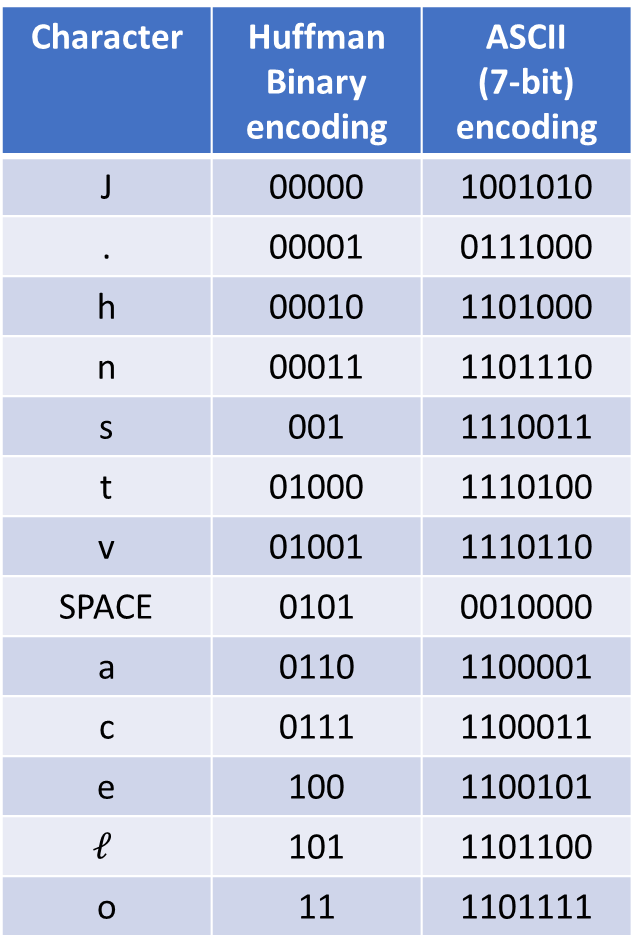 Character Huffman Binary encoding ASCII (7-bit) encoding
J 00000 1001010
. 00001 0111000
h 00010 1101000
n 00011 1101110
s 001 1110011
t 01000 1110100
v 01001 1110110
SPACE 0101 0010000
a 0110 1100001
c 0111 1100011
e 100 1100101
ℓ 101 1101100
o 11 1101111